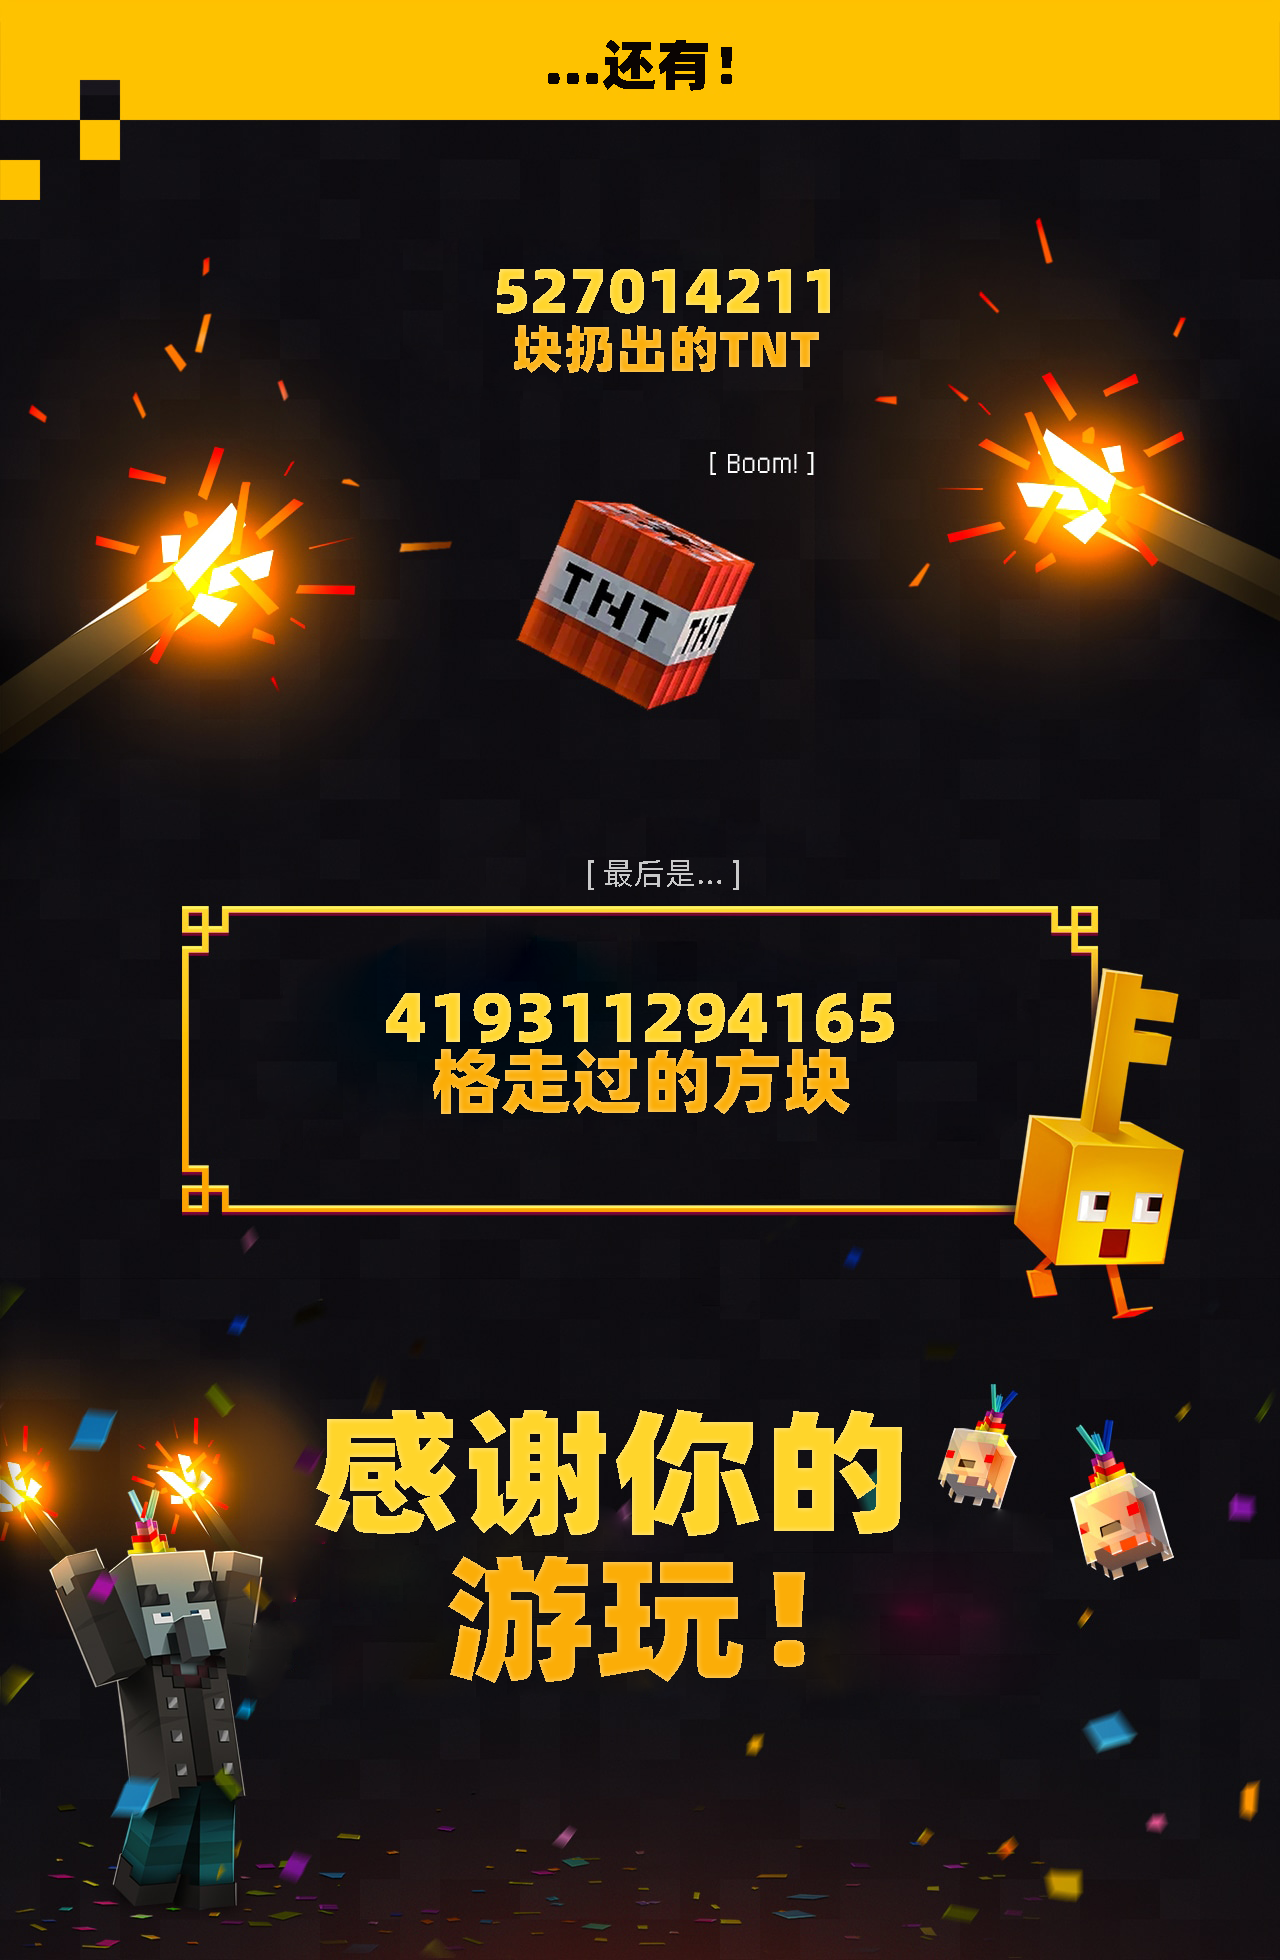 ...还有！
527014211
块扔出的TNT
[ Boom! ]
TNT
TNT
[ 最后是... ]
419311294165
格走过的方块
感谢你的
游玩！